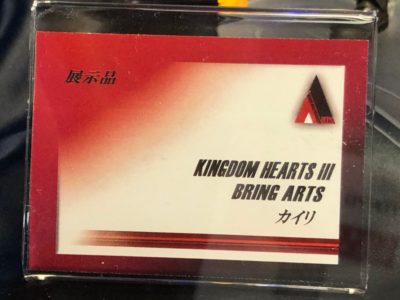 展示品
KINGDOM HEARTS III
BRING ARTS
カイリ